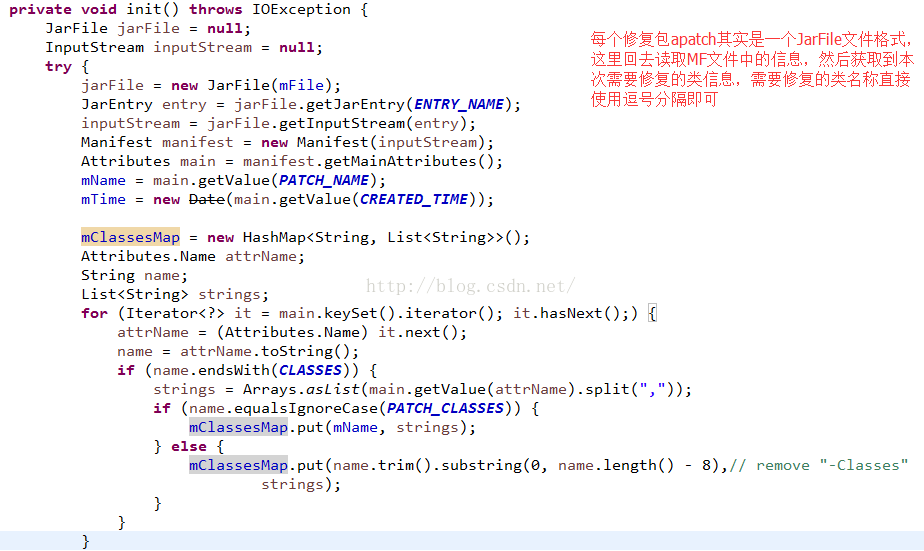 private void init() throws IOException {
    JarFile jarFile = null;
    InputStream inputStream = null;
    try {
        jarFile = new JarFile(mFile);
        JarEntry entry = jarFile.getJarEntry(ENTRY_NAME);
        inputStream = jarFile.getInputStream(entry);
        Manifest manifest = new Manifest(inputStream);
        Attributes main = manifest.getMainAttributes();
        mName = main.getValue(PATCH_NAME);
        mTime = new Date(main.getValue(CREATED_TIME));
        mClassesMap = new HashMap<String, List<String>>();
        Attributes.Name attrName;
        String name;
        List<String> strings;
        for (Iterator<?> it = main.keySet().iterator(); it.hasNext();) {
            attrName = (Attributes.Name) it.next();
            name = attrName.toString();
            if (name.endsWith(CLASSES)) {
                strings = Arrays.asList(main.getValue(attrName).split(","));
                if (name.equalsIgnoreCase(PATCH_CLASSES)) {
                    mClassesMap.put(mName, strings);
                } else {
                    mClassesMap.put(name.trim().substring(0, name.length() - 8),// remove "-Classes"
                            strings);
                }
            }
        }
每个修复包apatch其实是一个JarFile文件格式，
这里回去读取MF文件中的信息，然后获取到本
次需要修复的类信息，需要修复的类名称直接
使用逗号分隔即可
http://blog.csdn.net/